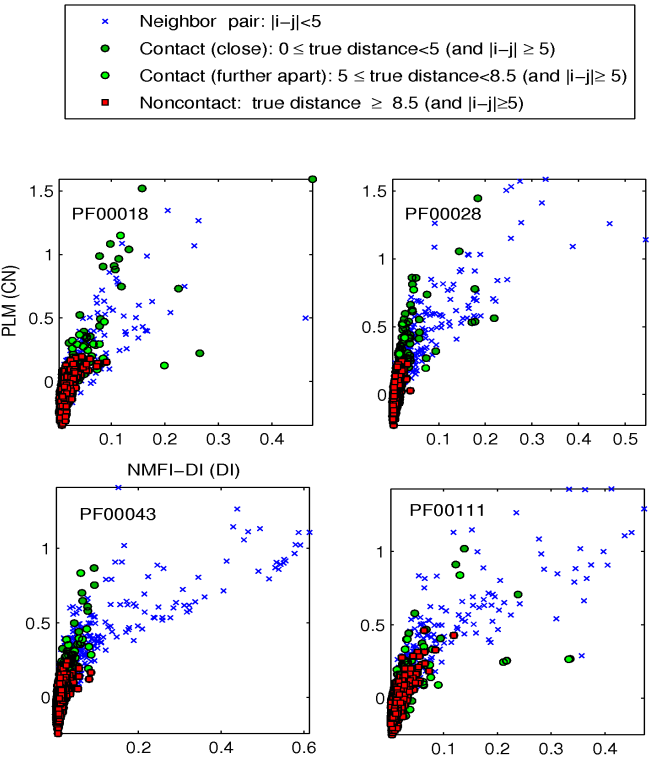 Neighbor pair: |i−j|<5
Contact (close): 0 ≤ true distance<5 (and |i−j| ≥ 5)
Contact (further apart): 5 ≤ true distance<8.5 (and |i−j|≥ 5)
Noncontact: true distance ≥ 8.5 (and |i−j|≥5)
PF00018
1.5
1
0.5
0
0.1 0.2 0.3 0.4
PLM (CN)
NMFI−DI (DI)
PF00028
1.5
1
0.5
0
0.1 0.2 0.3 0.4 0.5
PF00043
1
0.5
0
0.2 0.4 0.6
PF00111
1
0.5
0
0.1 0.2 0.3 0.4